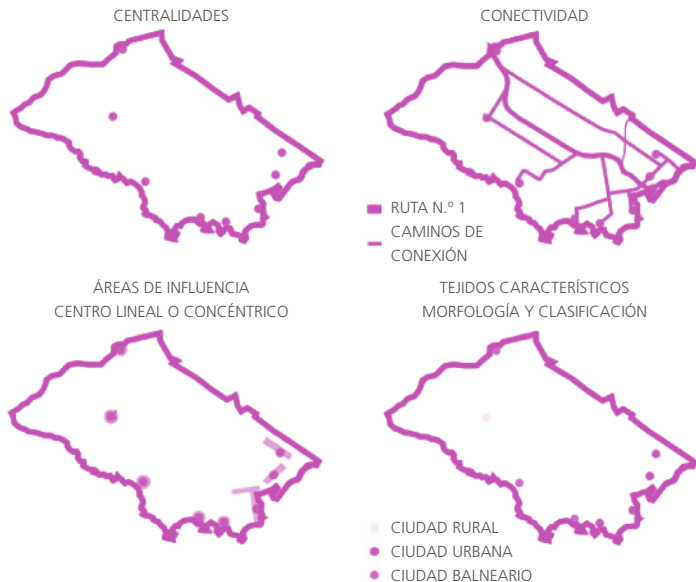 CENTRALIDADES
CONECTIVIDAD
RUTA N.º 1
CAMINOS DE
CONEXIÓN
ÁREAS DE INFLUENCIA
CENTRO LINEAL O CONCÉNTRICO
TEJIDOS CARACTERÍSTICOS
MORFOLOGÍA Y CLASIFICACIÓN
CIUDAD RURAL
CIUDAD URBANA
CIUDAD BALNEARIO